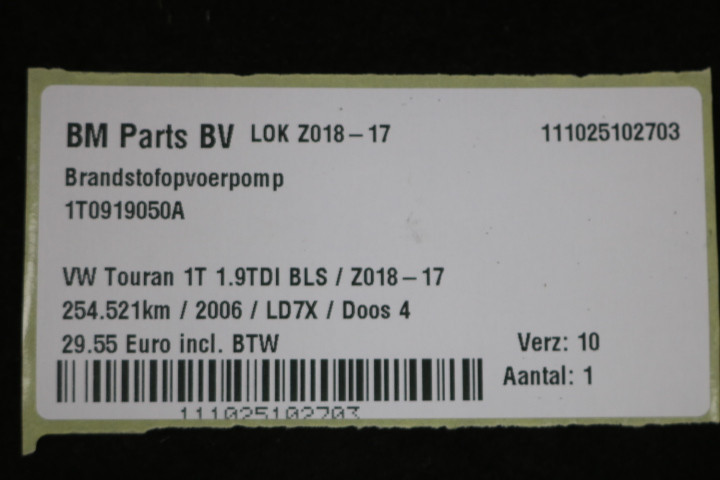 BM Parts BV LOK Z018-17 111025102703
Brandstofopvoerpomp
1T0919050A
VW Touran 1T 1.9TDI BLS / Z018-17
254.521km / 2006 / LD7X / Doos 4
29.55 Euro incl. BTW Verz: 10
Aantal: 1
111025102703